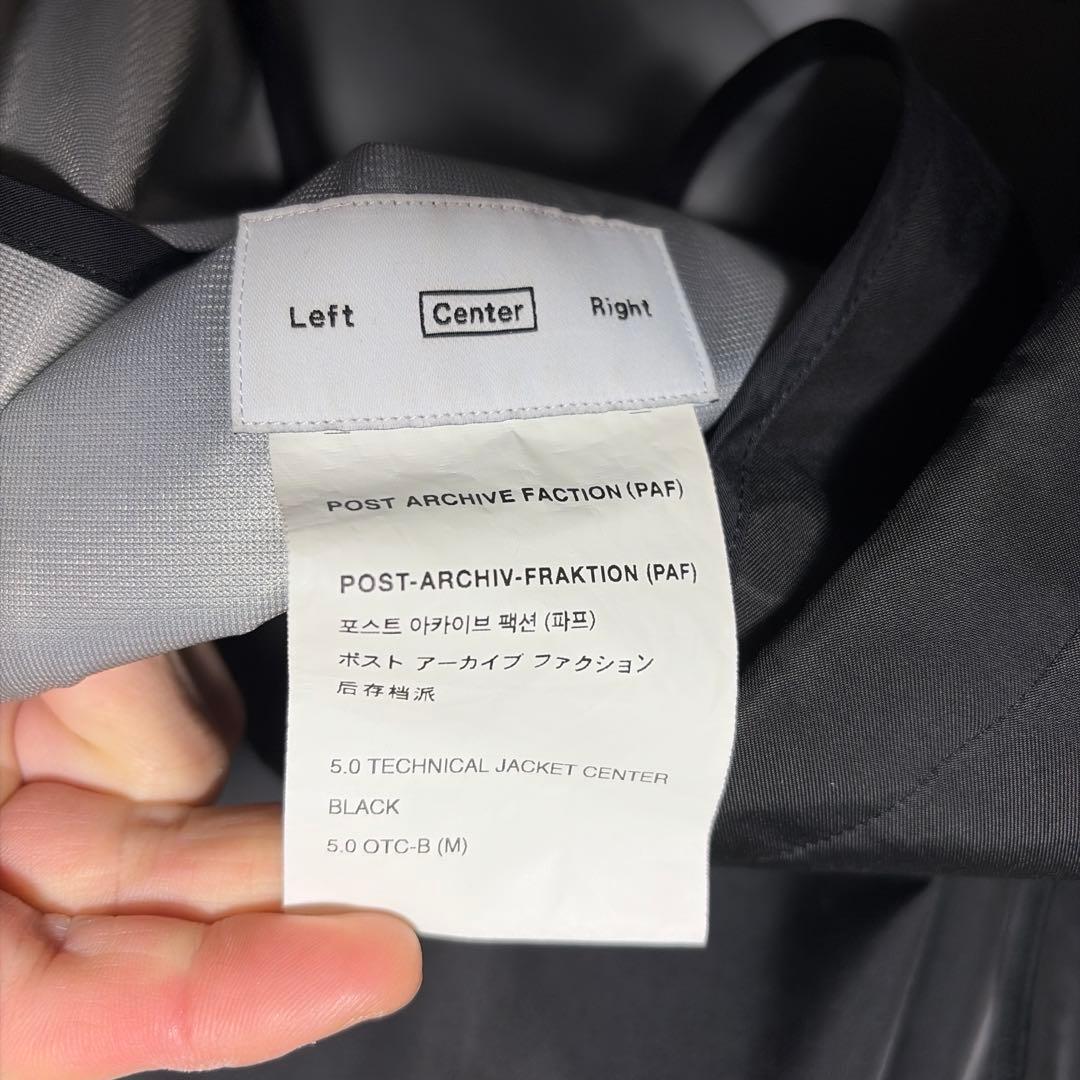 Left Center Right
POST ARCHIVE FACTION (PAF)
POST-ARCHIV-FRAKTION (PAF)
포스트 아카이브 팩션 (파프)
ポスト アーカイブ ファクション
后存档派
5.0 TECHNICAL JACKET CENTER
BLACK
5.0 OTC-B (M)